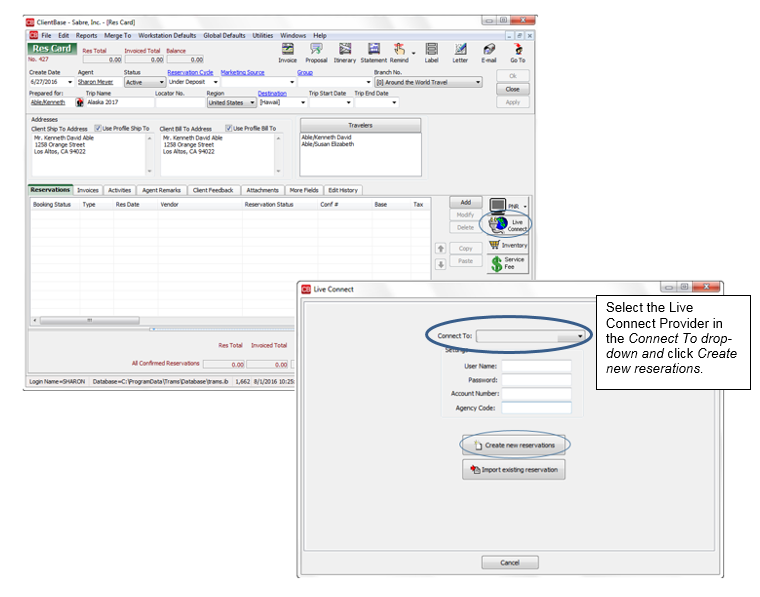 ClientBase - Sabre, Inc. - [Res Card]
File Edit Reports Merge To Workstation Defaults Global Defaults Utilities Windows Help
Res Card Res Total Invoiced Total Balance
No. 427 0.00 0.00 0.00
Invoice Proposal Itinerary Statement Remind Label Letter E-mail Go To
Create Date Agent Status Reservation Cycle Marketing Source Group Branch No.
6/27/2016 Sharon Meyer Active Under Deposit [0] Around the World Travel
Ok
Close
Apply
Prepared for: Trip Name Locator No. Region Destination Trip Start Date Trip End Date
Able/Kenneth Alaska 2017 United States [Hawaii]
Addresses
Client Ship To Address Use Profile Ship To Client Bill To Address Use Profile Bill To Travelers
Mr. Kenneth David Able
1258 Orange Street
Los Altos, CA 94022
Mr. Kenneth David Able
1258 Orange Street
Los Altos, CA 94022
Able/Kenneth David
Able/Susan Elizabeth
Reservations Invoices Activities Agent Remarks Client Feedback Attachments More Fields Edit History
Booking Status Type Res Date Vendor Reservation Status Conf # Base Tax
Add
Modify
Delete
Copy
Paste
PNR
Live
Connect
Inventory
Service
Fee
Res Total Invoiced Total
All Confirmed Reservations 0.00 0.00
Login Name=SHARON Database=C:\ProgramData\Trams\Database\trams.ib 1,662 8/1/2016 10:25:
Live Connect
Connect To:
Settings
User Name:
Password:
Account Number:
Agency Code:
Create new reservations
Import existing reservation
Cancel
Select the Live
Connect Provider in
the Connect To drop-
down and click Create
new reserations.